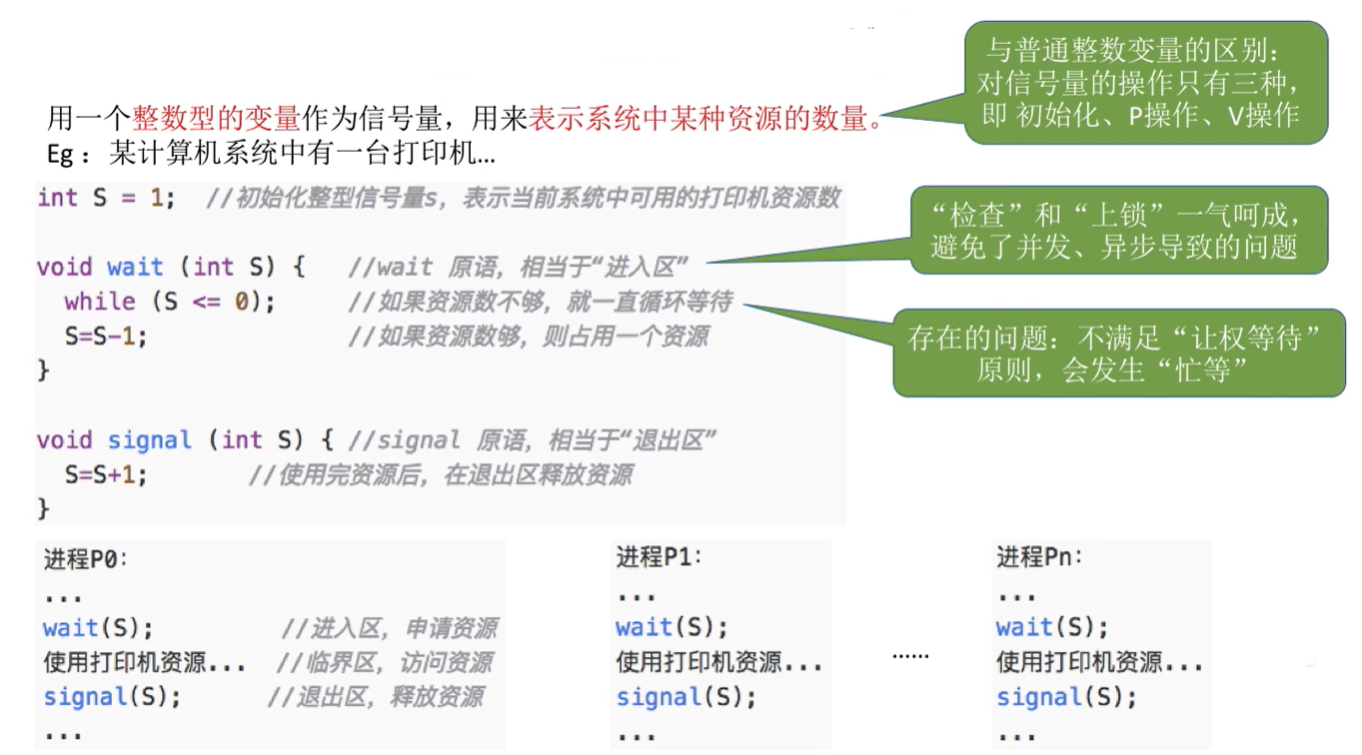 与普通整数变量的区别：
对信号量的操作只有三种，
即 初始化、P操作、V操作
用一个整数型的变量作为信号量，用来表示系统中某种资源的数量。
Eg：某计算机系统中有一台打印机...
int S = 1;  //初始化整型信号量s，表示当前系统中可用的打印机资源数
“检查”和“上锁”一气呵成，
避免了并发、异步导致的问题
void wait (int S) {   //wait 原语，相当于“进入区”
while (S <= 0);     //如果资源数不够，就一直循环等待
S=S-1;              //如果资源数够，则占用一个资源
}
存在的问题：不满足“让权等待”
原则，会发生“忙等”
void signal (int S) { //signal 原语，相当于“退出区”
S=S+1;       //使用完资源后，在退出区释放资源
}
进程P0：
...
wait(S);         //进入区，申请资源
使用打印机资源...  //临界区，访问资源
signal(S);      //退出区，释放资源
...
进程P1：
...
wait(S);
使用打印机资源...
signal(S);
...
......
进程Pn：
...
wait(S);
使用打印机资源...
signal(S);
...